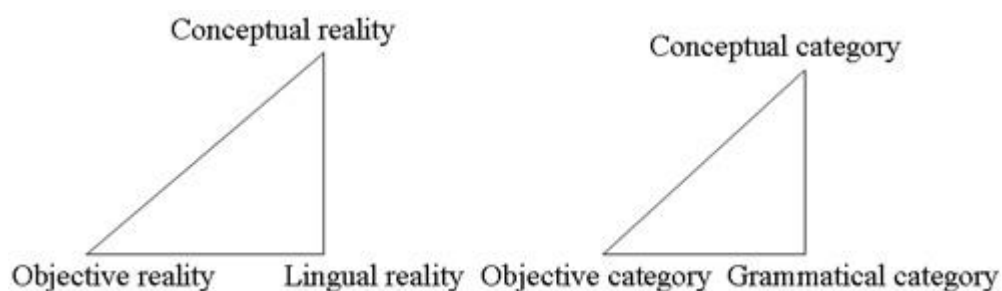 Conceptual reality
Conceptual category
Objective reality
Lingual reality
Objective category
Grammatical category